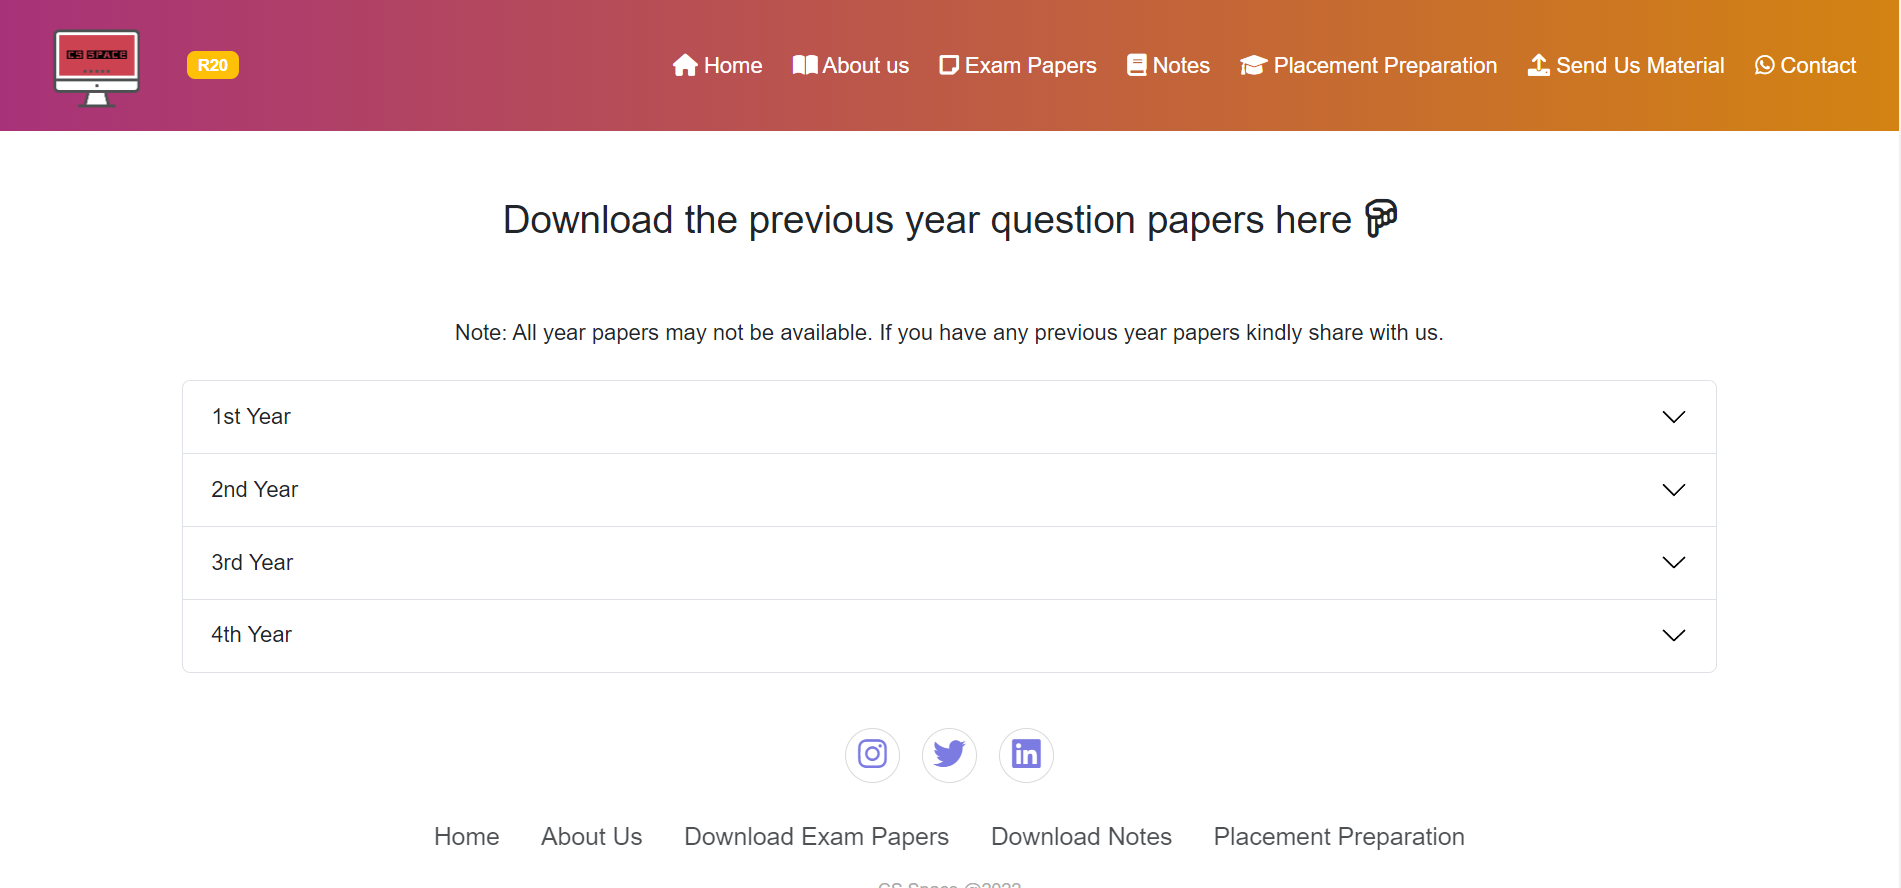 CS SPACE
R20
Home About us Exam Papers Notes Placement Preparation Send Us Material Contact
Download the previous year question papers here
Note: All year papers may not be available. If you have any previous year papers kindly share with us.
1st Year
2nd Year
3rd Year
4th Year
Home About Us Download Exam Papers Download Notes Placement Preparation